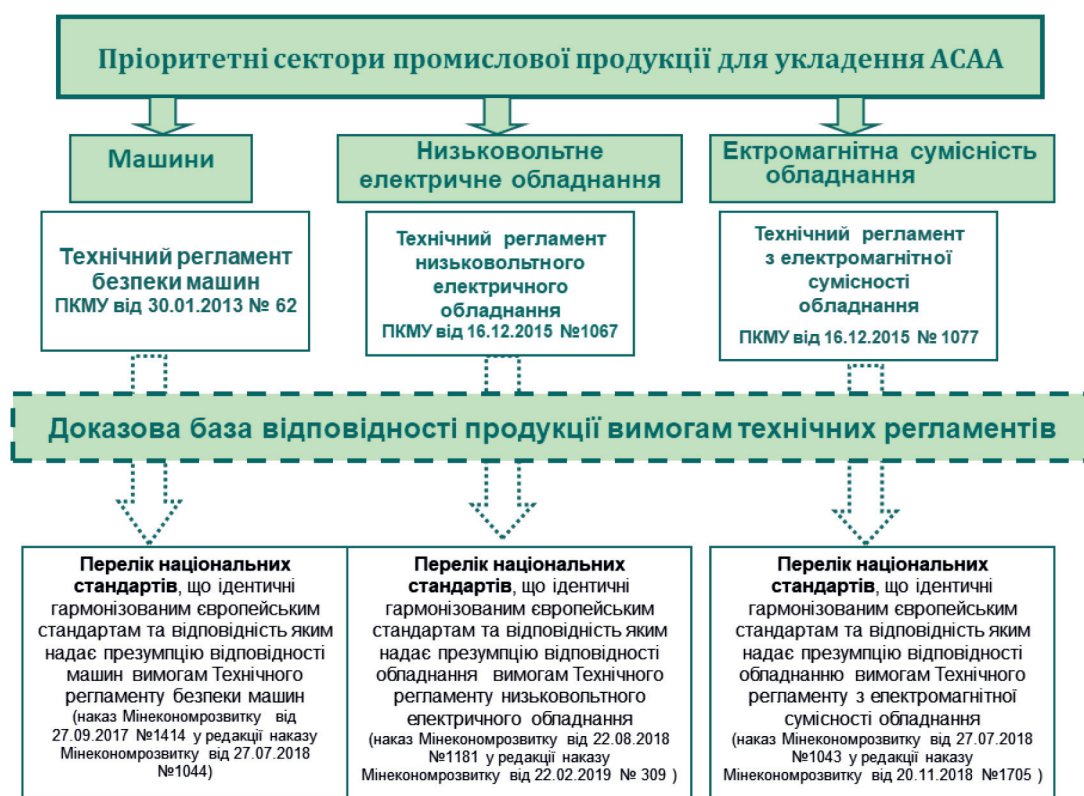 Пріоритетні сектори промислової продукції для укладення АСАА
Машини
Низьковольтне
електричне обладнання
Ектромагнітна сумісність
обладнання
Технічний регламент
безпеки машин
ПКМУ від 30.01.2013 № 62
Технічний регламент
низьковольтного
електричного
обладнання
ПКМУ від 16.12.2015 №1067
Технічний регламент
з електромагнітної
сумісності
обладнання
ПКМУ від 16.12.2015 № 1077
Доказова база відповідності продукції вимогам технічних регламентів
Перелік національних
стандартів, що ідентичні
гармонізованим європейським
стандартам та відповідність яким
надає презумпцію відповідності
машин вимогам Технічного
регламенту безпеки машин
(наказ Мінекономрозвитку від
27.09.2017 №1414 у редакції наказу
Мінекономрозвитку від 27.07.2018
№1044)
Перелік національних
стандартів, що ідентичні
гармонізованим європейським
стандартам та відповідність яким
надає презумпцію відповідності
обладнання вимогам Технічного
регламенту низьковольтного
електричного обладнання
(наказ Мінекономрозвитку від 22.08.2018
№1181 у редакції наказу
Мінекономрозвитку від 22.02.2019 № 309 )
Перелік національних
стандартів, що ідентичні
гармонізованим європейським
стандартам та відповідність яким
надає презумпцію відповідності
обладнанню вимогам Технічного
регламенту з електромагнітної
сумісності обладнання
(наказ Мінекономрозвитку від 27.07.2018
№1043 у редакції наказу
Мінекономрозвитку від 20.11.2018 №1705 )